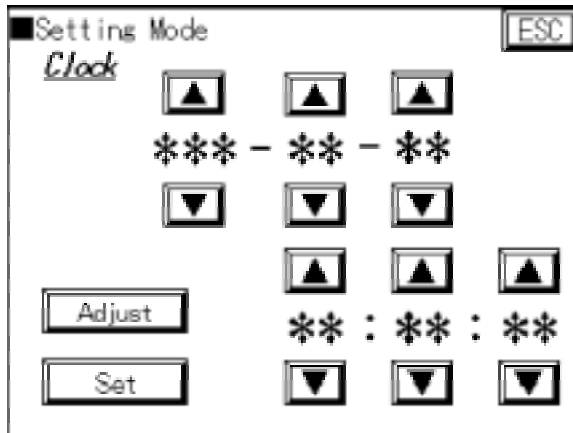 ■Setting Mode ESC
Clock
▲ ▲ ▲
*** - ** - **
▼ ▼ ▼
▲ ▲ ▲
Adjust
** : ** : **
Set
▼ ▼ ▼